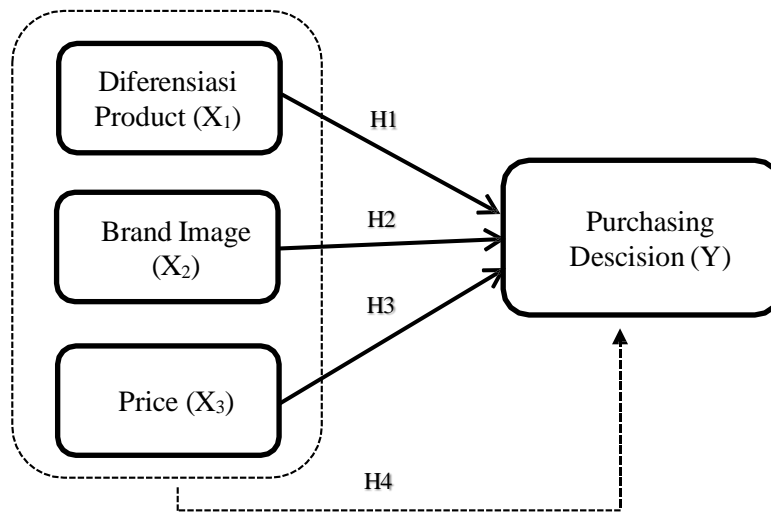 Diferensiasi
Product (X₁)
H1
Brand Image
(X₂)
H2
Purchasing
Descision (Y)
H3
Price (X₃)
H4